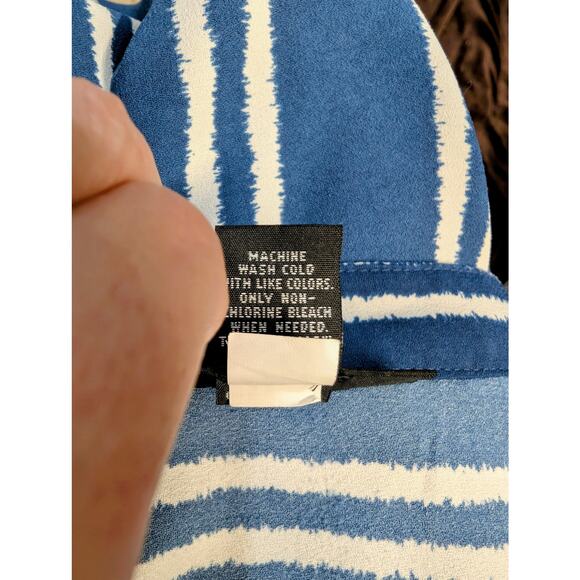 MACHINE
WASH COLD
WITH LIKE COLORS.
ONLY NON-
CHLORINE BLEACH
WHEN NEEDED.